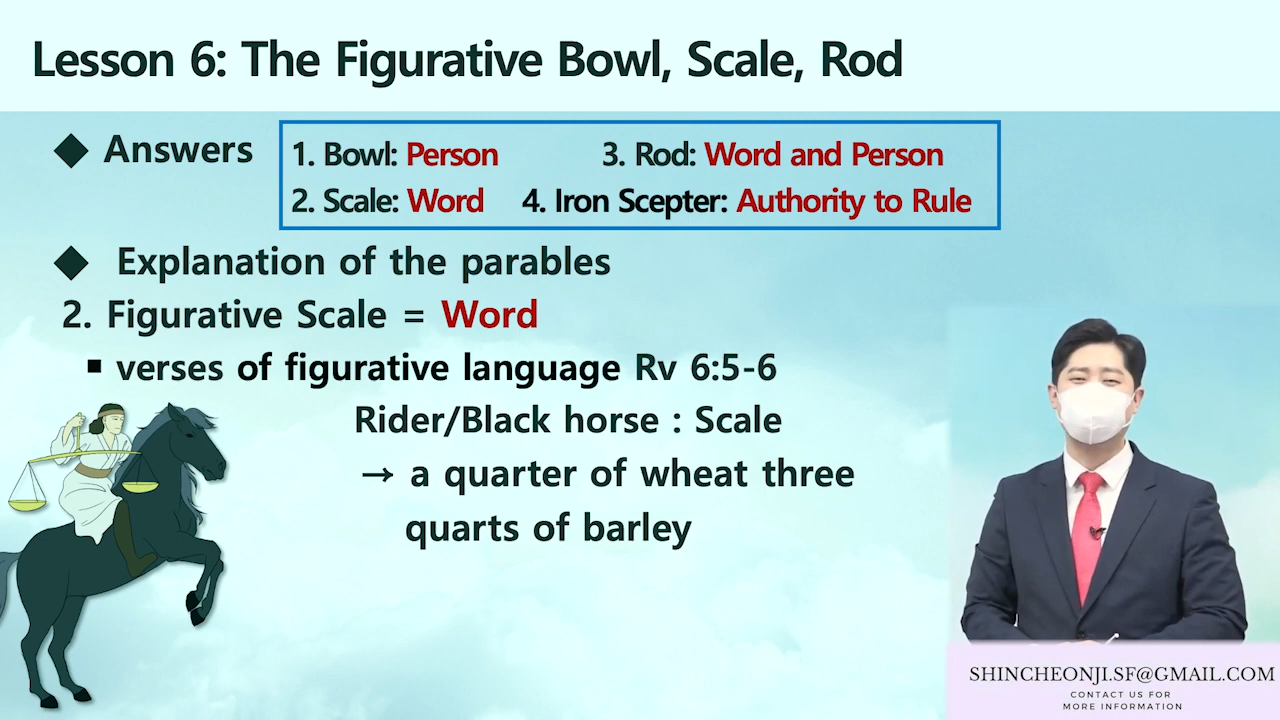 Lesson 6: The Figurative Bowl, Scale, Rod
◆ Answers
1. Bowl: Person 3. Rod: Word and Person
2. Scale: Word 4. Iron Scepter: Authority to Rule
◆ Explanation of the parables
2. Figurative Scale = Word
▪ verses of figurative language Rv 6:5-6
Rider/Black horse : Scale
→ a quarter of wheat three
quarts of barley
SHINCHEONJI.SF@GMAIL.COM
CONTACT US FOR
MORE INFORMATION